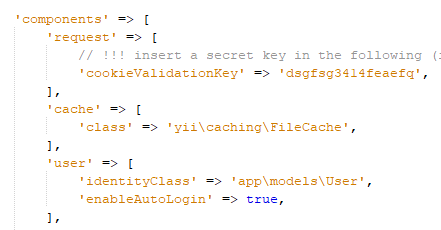 'components' => [
'request' => [
// !!! insert a secret key in the following (
'cookieValidationKey' => 'dsgfsg3414feaefq',
],
'cache' => [
'class' => 'yii\caching\FileCache',
],
'user' => [
'identityClass' => 'app\models\User',
'enableAutoLogin' => true,
],